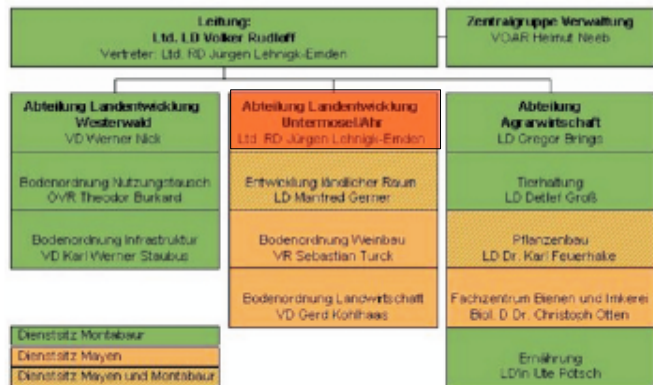 Leitung:
Ltd. LD Volker Rudloff
Vertreter: Ltd. RD Jürgen Lehnigk-Emden
Zentralgruppe Verwaltung
VOAR Helmut Neeb
Abteilung Landentwicklung
Westerwald
VD Werner Nick
Bodenordnung Nutzungstausch
OVR Theodor Burkard
Bodenordnung Infrastruktur
VD Karl Werner Staubus
Abteilung Landentwicklung
Untermosel/Ahr
Ltd. RD Jürgen Lehnigk-Emden
Entwicklung ländlicher Raum
LD Manfred Gerner
Bodenordnung Weinbau
VR Sebastian Turck
Bodenordnung Landwirtschaft
VD Gerd Kohlhaas
Abteilung
Agrarwirtschaft
LD Gregor Brings
Tierhaltung
LD Detlef Groß
Pflanzenbau
LD Dr. Karl Feuerhake
Fachzentrum Bienen und Imkerei
Biol. D Dr. Christoph Otten
Ernährung
LD'in Ute Pötsch
Dienstsitz Montabaur
Dienstsitz Mayen
Dienstsitz Mayen und Montabaur